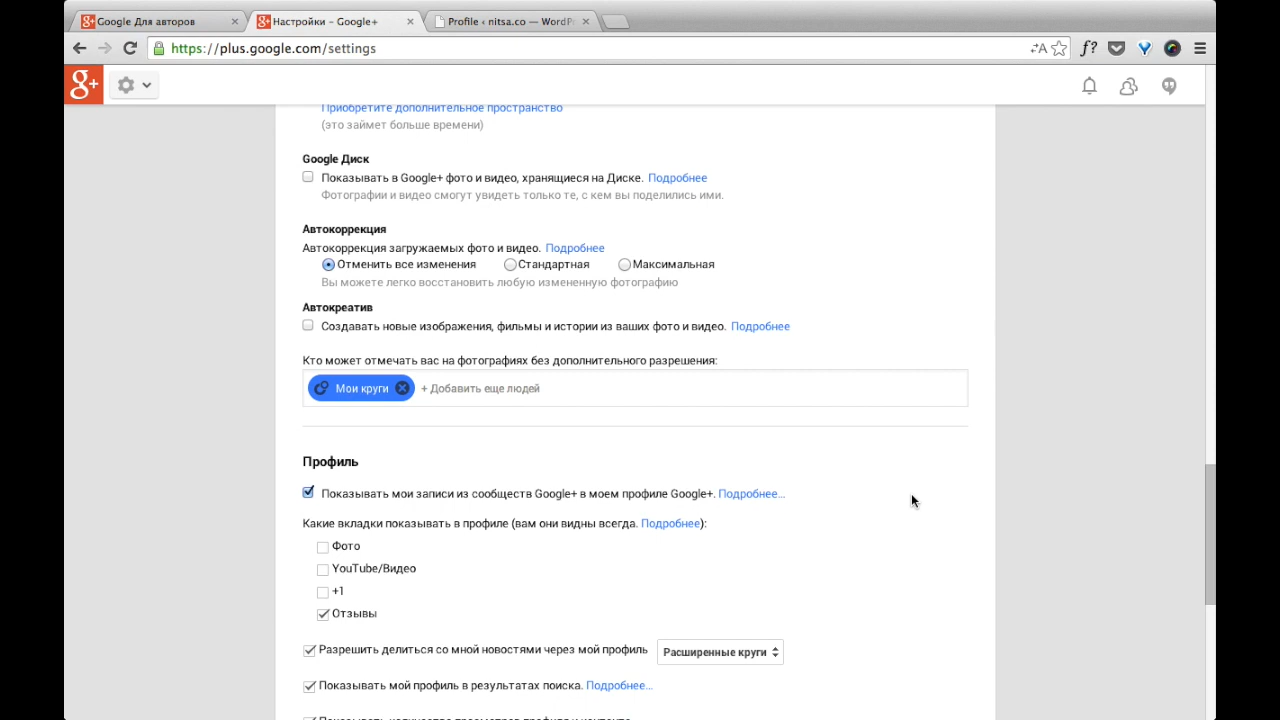 Google Для авторов
Настройки – Google+
Profile ‹ nitsa.co — WordP
https://plus.google.com/settings
f?
g+
Приобретите дополнительное пространство
(это займет больше времени)
Google Диск
Показывать в Google+ фото и видео, хранящиеся на Диске. Подробнее
Фотографии и видео смогут увидеть только те, с кем вы поделились ими.
Автокоррекция
Автокоррекция загружаемых фото и видео. Подробнее
Отменить все изменения Стандартная Максимальная
Вы можете легко восстановить любую измененную фотографию
Автокреатив
Создавать новые изображения, фильмы и истории из ваших фото и видео. Подробнее
Кто может отмечать вас на фотографиях без дополнительного разрешения:
Мои круги + Добавить еще людей
Профиль
Показывать мои записи из сообществ Google+ в моем профиле Google+. Подробнее...
Какие вкладки показывать в профиле (вам они видны всегда. Подробнее):
Фото
YouTube/Видео
+1
Отзывы
Разрешить делиться со мной новостями через мой профиль Расширенные круги
Показывать мой профиль в результатах поиска. Подробнее...